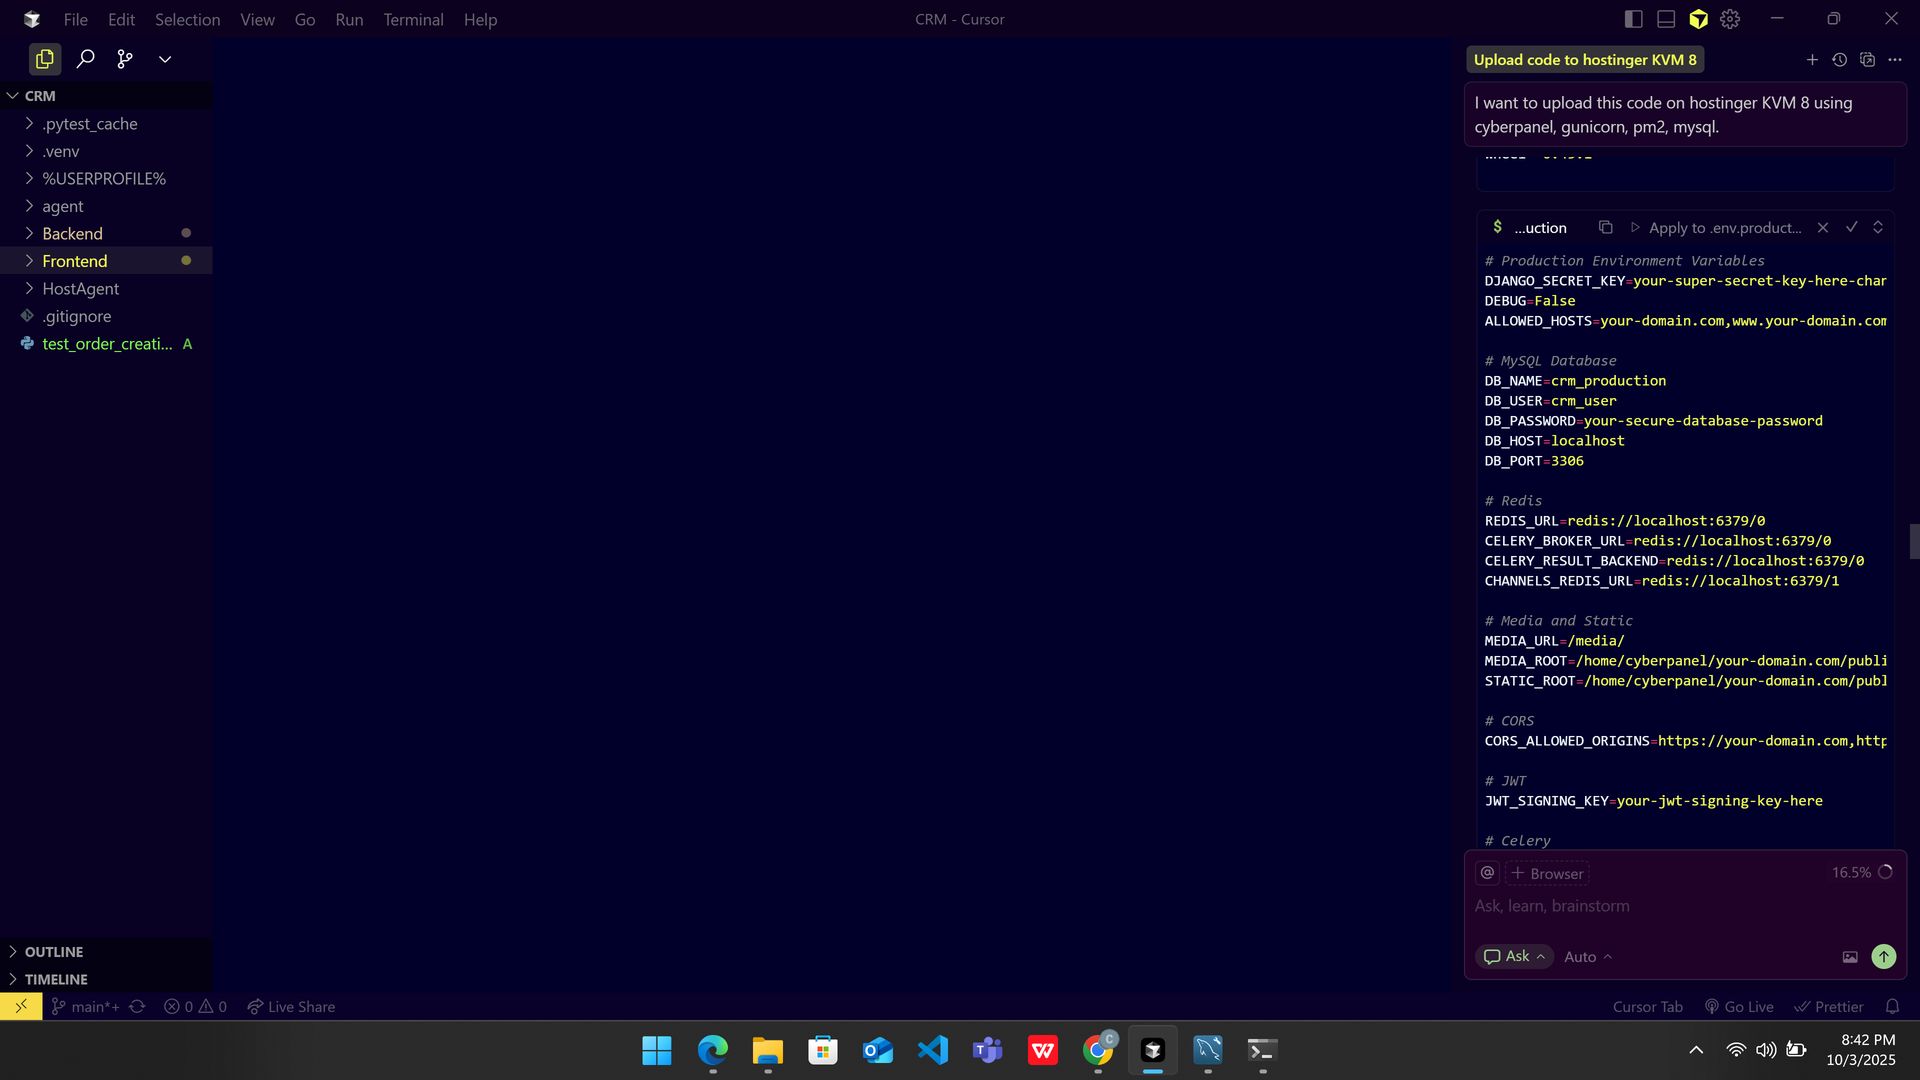 File Edit Selection View Go Run Terminal Help
CRM - Cursor
CRM
.pytest_cache
.venv
%USERPROFILE%
agent
Backend
Frontend
HostAgent
.gitignore
test_order_creati... A
OUTLINE
TIMELINE
Upload code to hostinger KVM 8
I want to upload this code on hostinger KVM 8 using
cyberpanel, gunicorn, pm2, mysql.
$ ...uction Apply to .env.product...
# Production Environment Variables
DJANGO_SECRET_KEY=your-super-secret-key-here-chan
DEBUG=False
ALLOWED_HOSTS=your-domain.com,www.your-domain.com
# MySQL Database
DB_NAME=crm_production
DB_USER=crm_user
DB_PASSWORD=your-secure-database-password
DB_HOST=localhost
DB_PORT=3306
# Redis
REDIS_URL=redis://localhost:6379/0
CELERY_BROKER_URL=redis://localhost:6379/0
CELERY_RESULT_BACKEND=redis://localhost:6379/0
CHANNELS_REDIS_URL=redis://localhost:6379/1
# Media and Static
MEDIA_URL=/media/
MEDIA_ROOT=/home/cyberpanel/your-domain.com/publi
STATIC_ROOT=/home/cyberpanel/your-domain.com/publ
# CORS
CORS_ALLOWED_ORIGINS=https://your-domain.com,http
# JWT
JWT_SIGNING_KEY=your-jwt-signing-key-here
# Celery
@ + Browser 16.5%
Ask, learn, brainstorm
Ask Auto
main*+ 0 0 Live Share
Cursor Tab Go Live Prettier
8:42 PM
10/3/2025